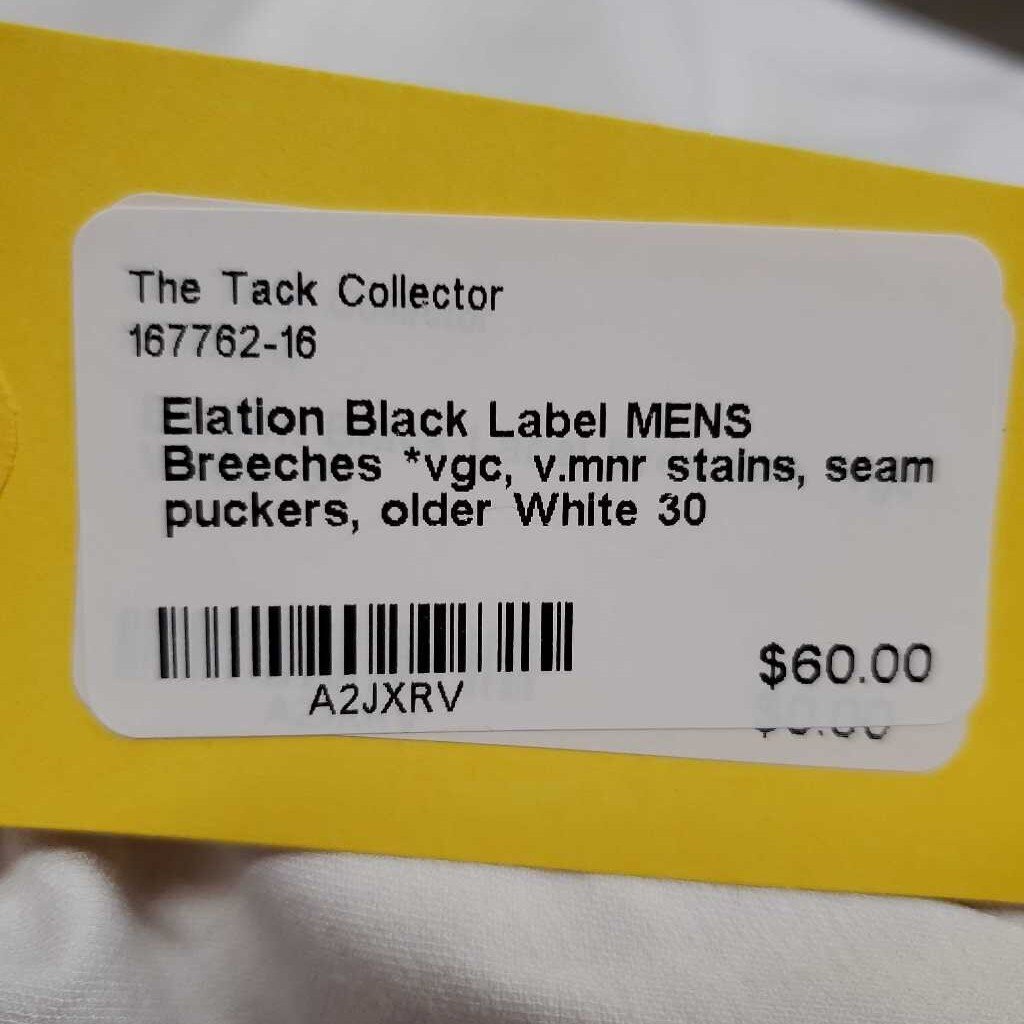 The Tack Collector
167762-16
Elation Black Label MENS
Breeches *vgc, v.mnr stains, seam
puckers, older White 30
A2JXRV
$60.00